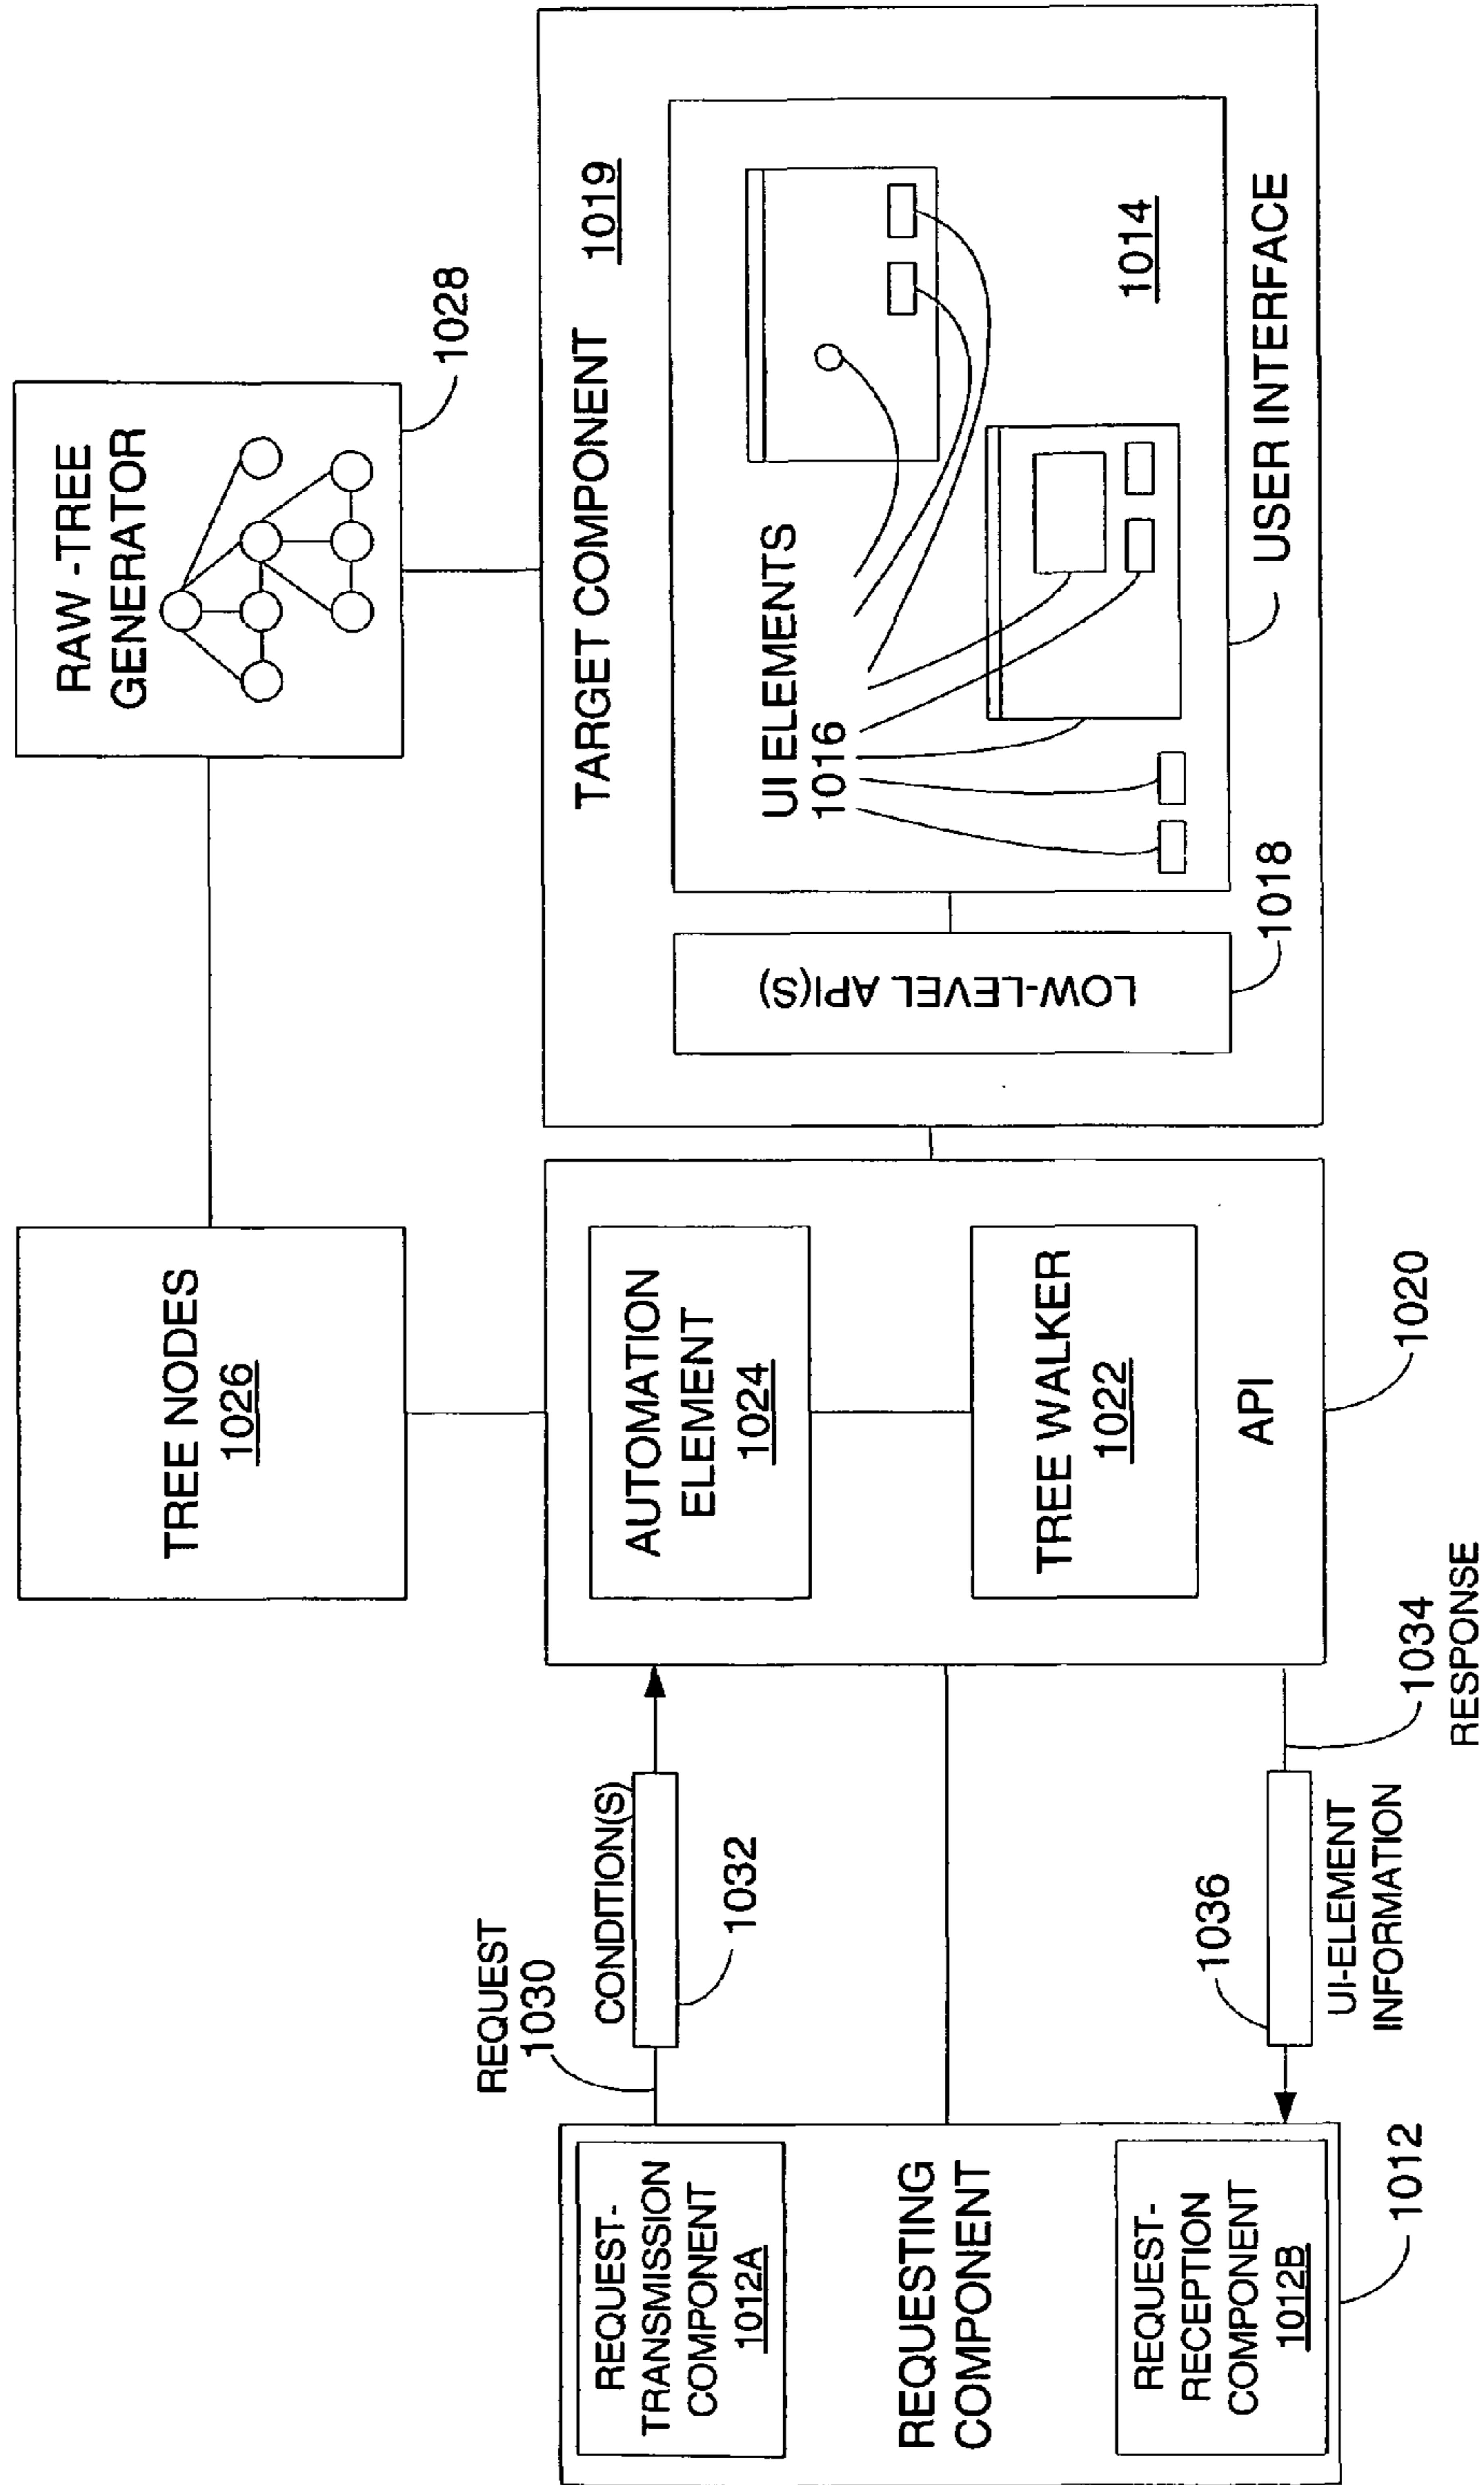 RAW -TREE
GENERATOR
1028
TREE NODES
1026
TARGET COMPONENT
1019
UI ELEMENTS
1016
1014
USER INTERFACE
LOW-LEVEL API(S)
1018
AUTOMATION
ELEMENT
1024
TREE WALKER
1022
API
1020
REQUEST
1030
CONDITION(S)
1032
1034
RESPONSE
1036
UI-ELEMENT
INFORMATION
REQUEST-
TRANSMISSION
COMPONENT
1012A
REQUESTING
COMPONENT
REQUEST-
RECEPTION
COMPONENT
1012B
1012